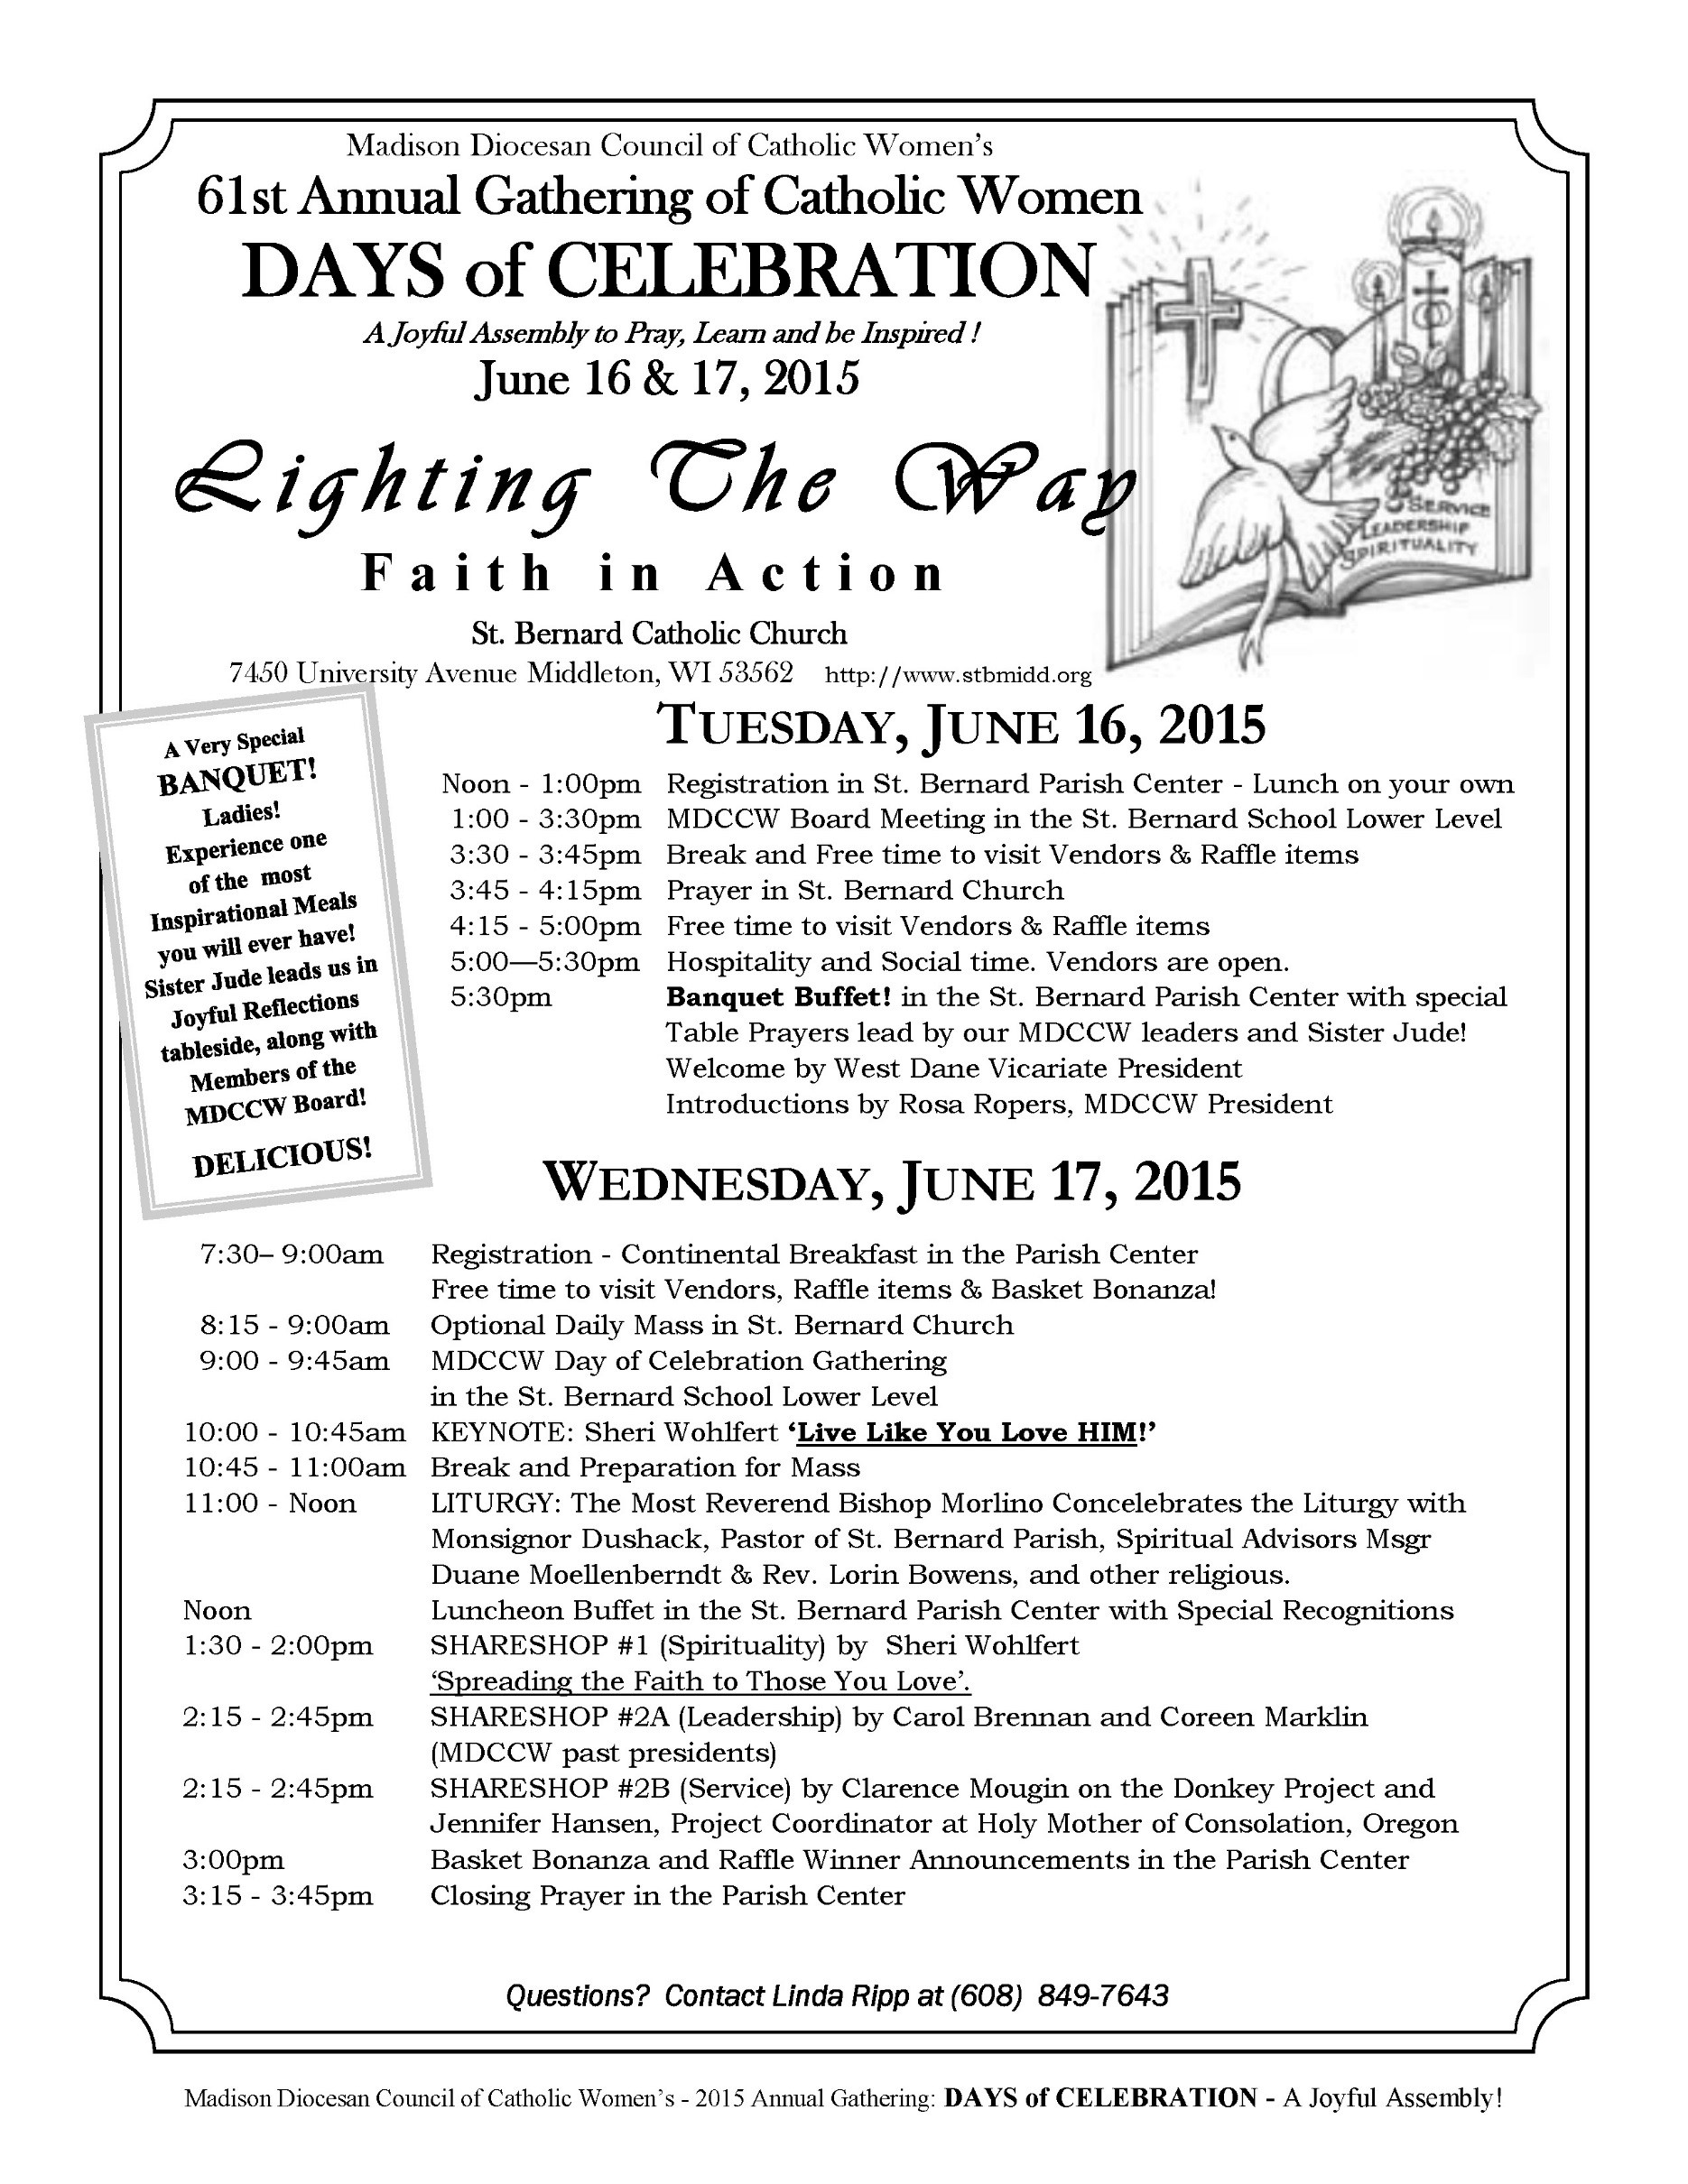 Madison Diocesan Council of Catholic Women's
61st Annual Gathering of Catholic Women
DAYS of CELEBRATION
A Joyful Assembly to Pray, Learn and be Inspired !
June 16 & 17, 2015
Lighting The Way
Faith in Action
SERVICE
LEADERSHIP
SPIRITUALITY
St. Bernard Catholic Church
7450 University Avenue Middleton, WI 53562 http://www.stbmidd.org
A Very Special
BANQUET!
Ladies!
Experience one
of the most
Inspirational Meals
you will ever have!
Sister Jude leads us in
Joyful Reflections
tableside, along with
Members of the
MDCCW Board!
DELICIOUS!
TUESDAY, JUNE 16, 2015
Noon - 1:00pm Registration in St. Bernard Parish Center - Lunch on your own
1:00 - 3:30pm MDCCW Board Meeting in the St. Bernard School Lower Level
3:30 - 3:45pm Break and Free time to visit Vendors & Raffle items
3:45 - 4:15pm Prayer in St. Bernard Church
4:15 - 5:00pm Free time to visit Vendors & Raffle items
5:00—5:30pm Hospitality and Social time. Vendors are open.
5:30pm Banquet Buffet! in the St. Bernard Parish Center with special
Table Prayers lead by our MDCCW leaders and Sister Jude!
Welcome by West Dane Vicariate President
Introductions by Rosa Ropers, MDCCW President
WEDNESDAY, JUNE 17, 2015
7:30– 9:00am Registration - Continental Breakfast in the Parish Center
Free time to visit Vendors, Raffle items & Basket Bonanza!
8:15 - 9:00am Optional Daily Mass in St. Bernard Church
9:00 - 9:45am MDCCW Day of Celebration Gathering
in the St. Bernard School Lower Level
10:00 - 10:45am KEYNOTE: Sheri Wohlfert ‘Live Like You Love HIM!’
10:45 - 11:00am Break and Preparation for Mass
11:00 - Noon LITURGY: The Most Reverend Bishop Morlino Concelebrates the Liturgy with
Monsignor Dushack, Pastor of St. Bernard Parish, Spiritual Advisors Msgr
Duane Moellenberndt & Rev. Lorin Bowens, and other religious.
Noon Luncheon Buffet in the St. Bernard Parish Center with Special Recognitions
1:30 - 2:00pm SHARESHOP #1 (Spirituality) by Sheri Wohlfert
‘Spreading the Faith to Those You Love’.
2:15 - 2:45pm SHARESHOP #2A (Leadership) by Carol Brennan and Coreen Marklin
(MDCCW past presidents)
2:15 - 2:45pm SHARESHOP #2B (Service) by Clarence Mougin on the Donkey Project and
Jennifer Hansen, Project Coordinator at Holy Mother of Consolation, Oregon
3:00pm Basket Bonanza and Raffle Winner Announcements in the Parish Center
3:15 - 3:45pm Closing Prayer in the Parish Center
Questions? Contact Linda Ripp at (608) 849-7643
Madison Diocesan Council of Catholic Women's - 2015 Annual Gathering: DAYS of CELEBRATION - A Joyful Assembly!